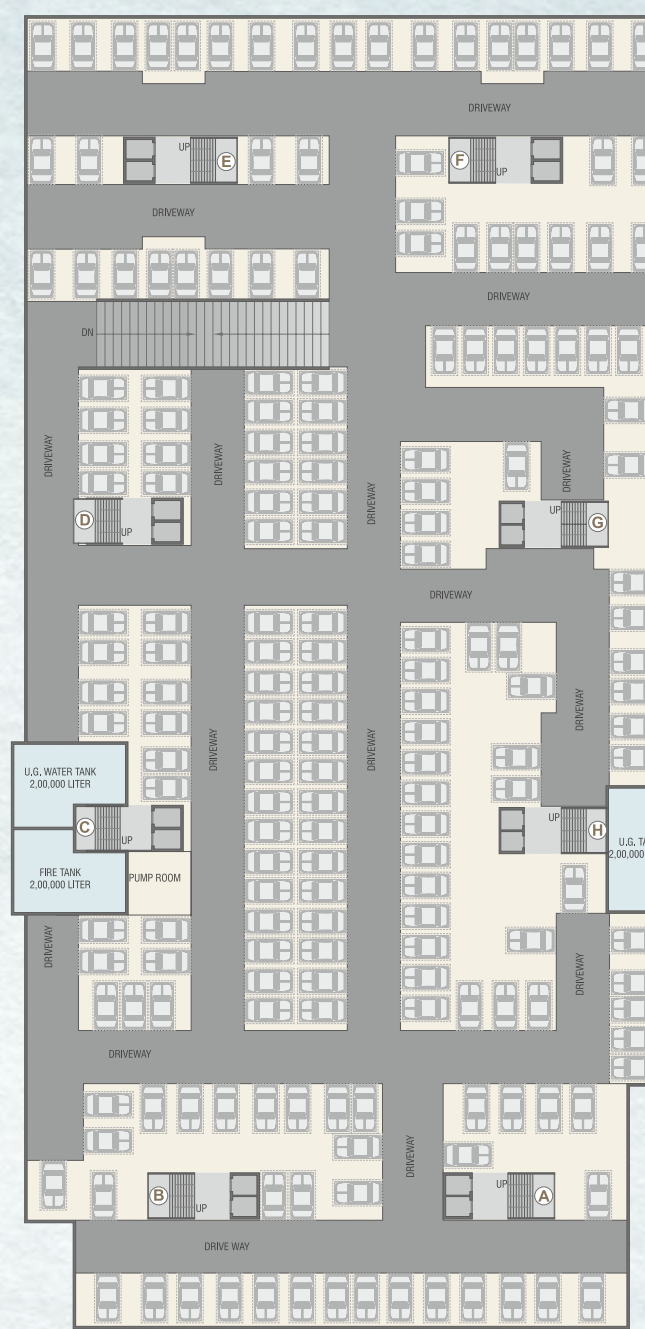 DRIVEWAY
UP
E
F
UP
DRIVEWAY
DRIVEWAY
DN
DRIVEWAY
DRIVEWAY
DRIVEWAY
DRIVEWAY
D
UP
UP
G
DRIVEWAY
DRIVEWAY
DRIVEWAY
DRIVEWAY
U.G. WATER TANK
2,00,000 LITER
C
UP
UP
H
FIRE TANK
2,00,000 LITER
PUMP ROOM
U.G. TA
2,00,000
DRIVEWAY
DRIVEWAY
DRIVEWAY
DRIVEWAY
B
UP
UP
A
DRIVE WAY